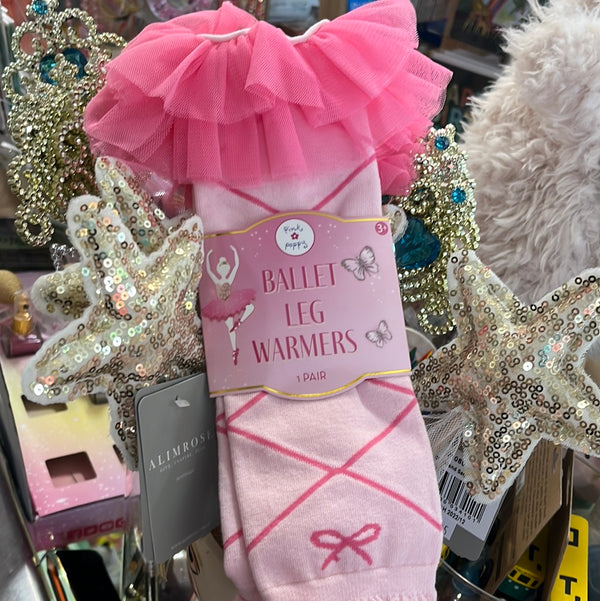 pink
poppy
3+
BALLET
LEG
WARMERS
1 PAIR
ALIMROSE